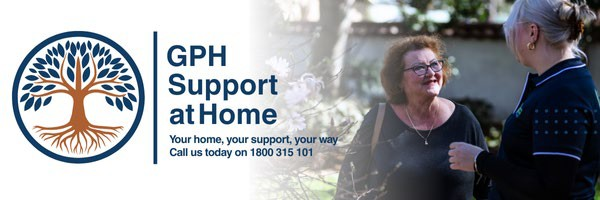 GPH
Support
at Home
Your home, your support, your way
Call us today on 1800 315 101